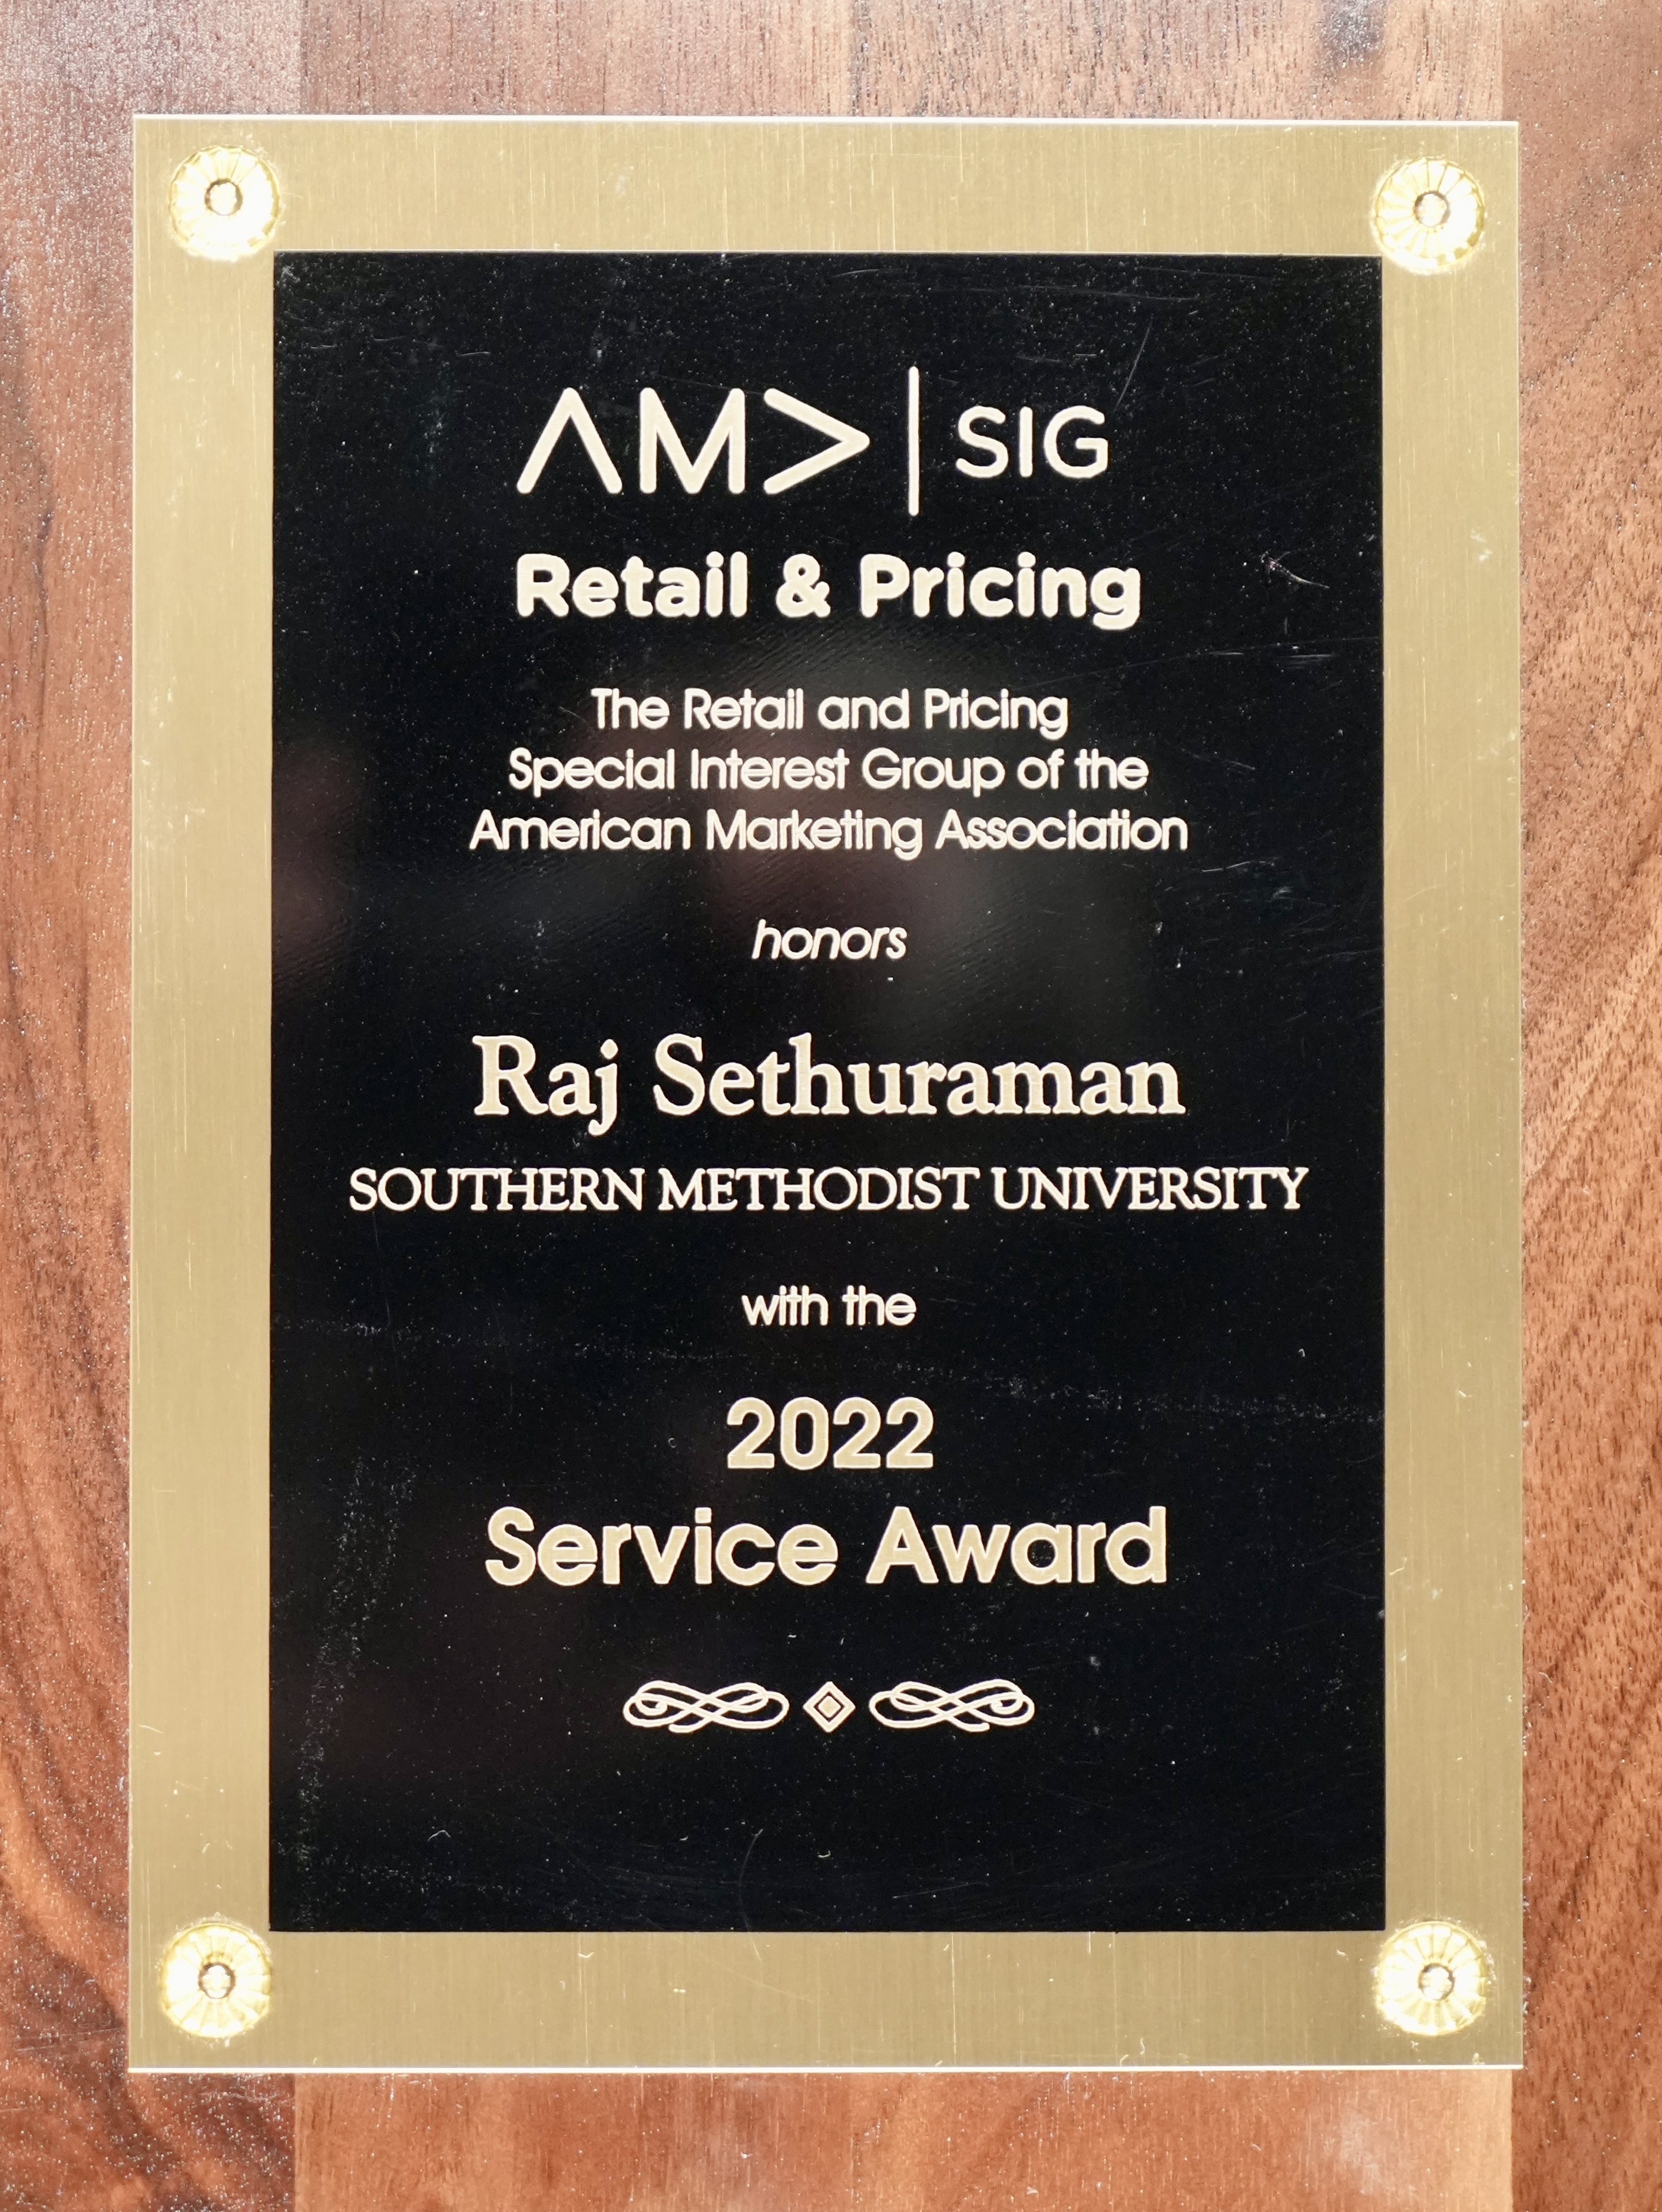 AMA | SIG
Retail & Pricing
The Retail and Pricing
Special Interest Group of the
American Marketing Association
honors
Raj Sethuraman
SOUTHERN METHODIST UNIVERSITY
with the
2022
Service Award